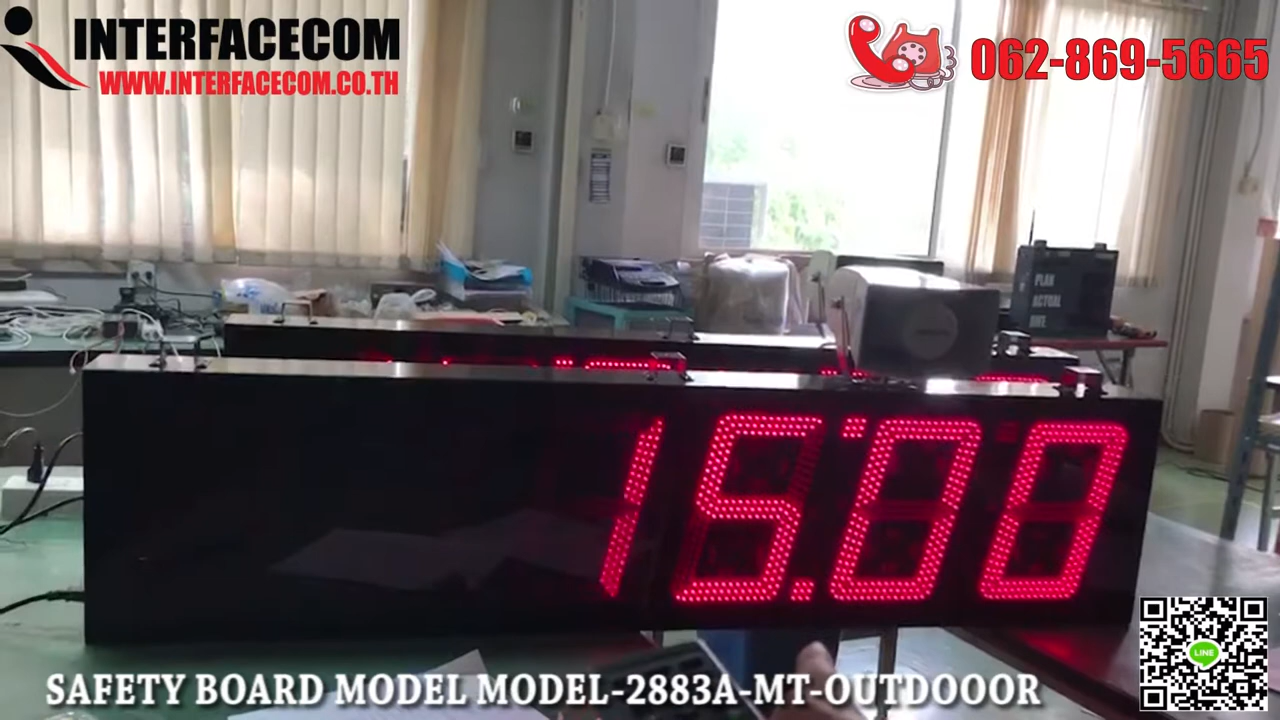 INTERFACECOM
WWW.INTERFACECOM.CO.TH
062-869-5665
PLAN
ACTUAL
15:00
LINE
SAFETY BOARD MODEL MODEL-2883A-MT-OUTDOOOR